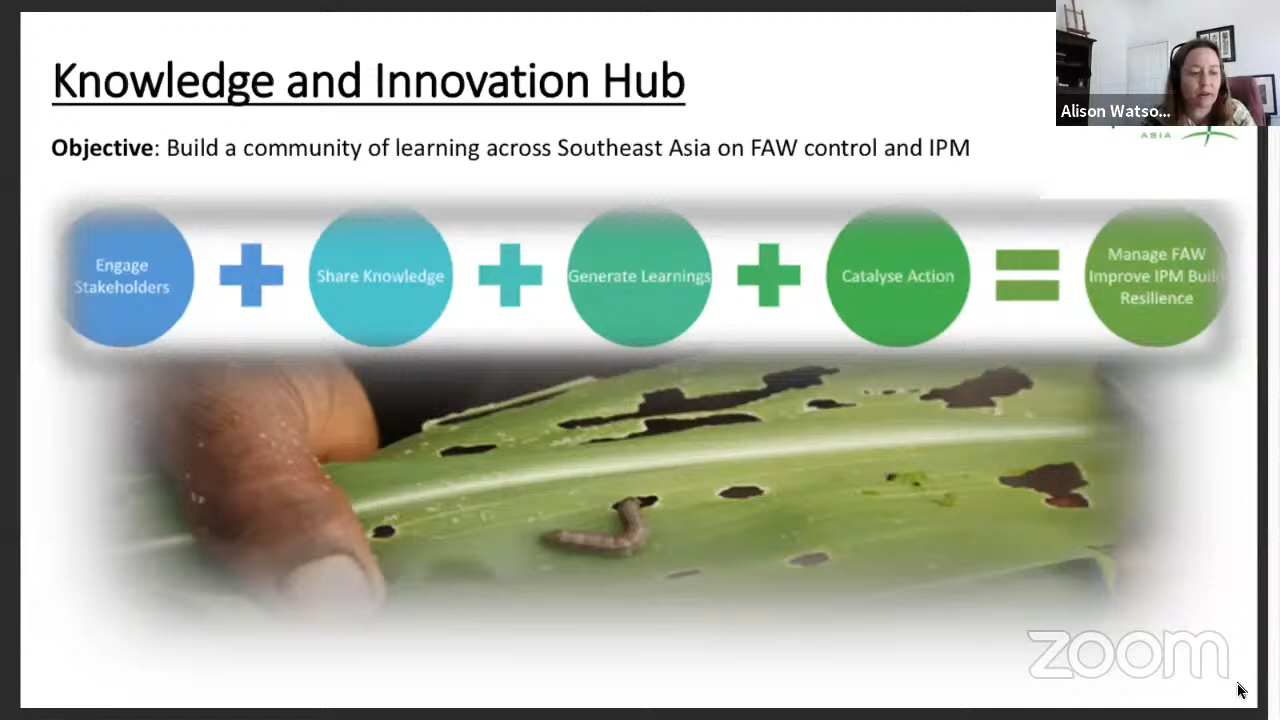 Knowledge and Innovation Hub
Alison Watso...
ASIA
Objective: Build a community of learning across Southeast Asia on FAW control and IPM
Engage
Stakeholders
Share Knowledge
Generate Learnings
Catalyse Action
Manage FAW
Improve IPM Build
Resilience
zoom